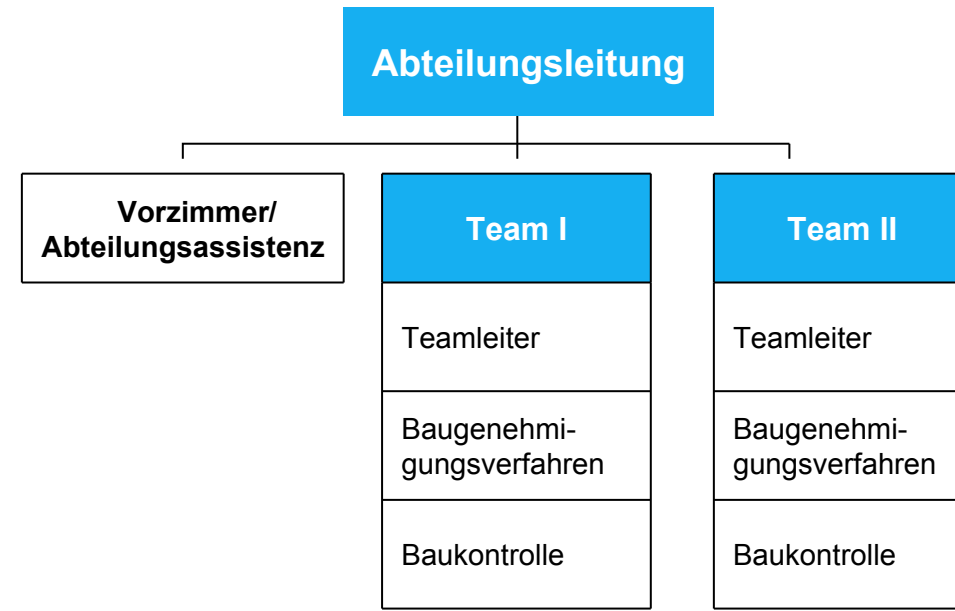 Abteilungsleitung
Vorzimmer/
Abteilungsassistenz
Team I
Teamleiter
Baugenehmi-
gungsverfahren
Baukontrolle
Team II
Teamleiter
Baugenehmi-
gungsverfahren
Baukontrolle